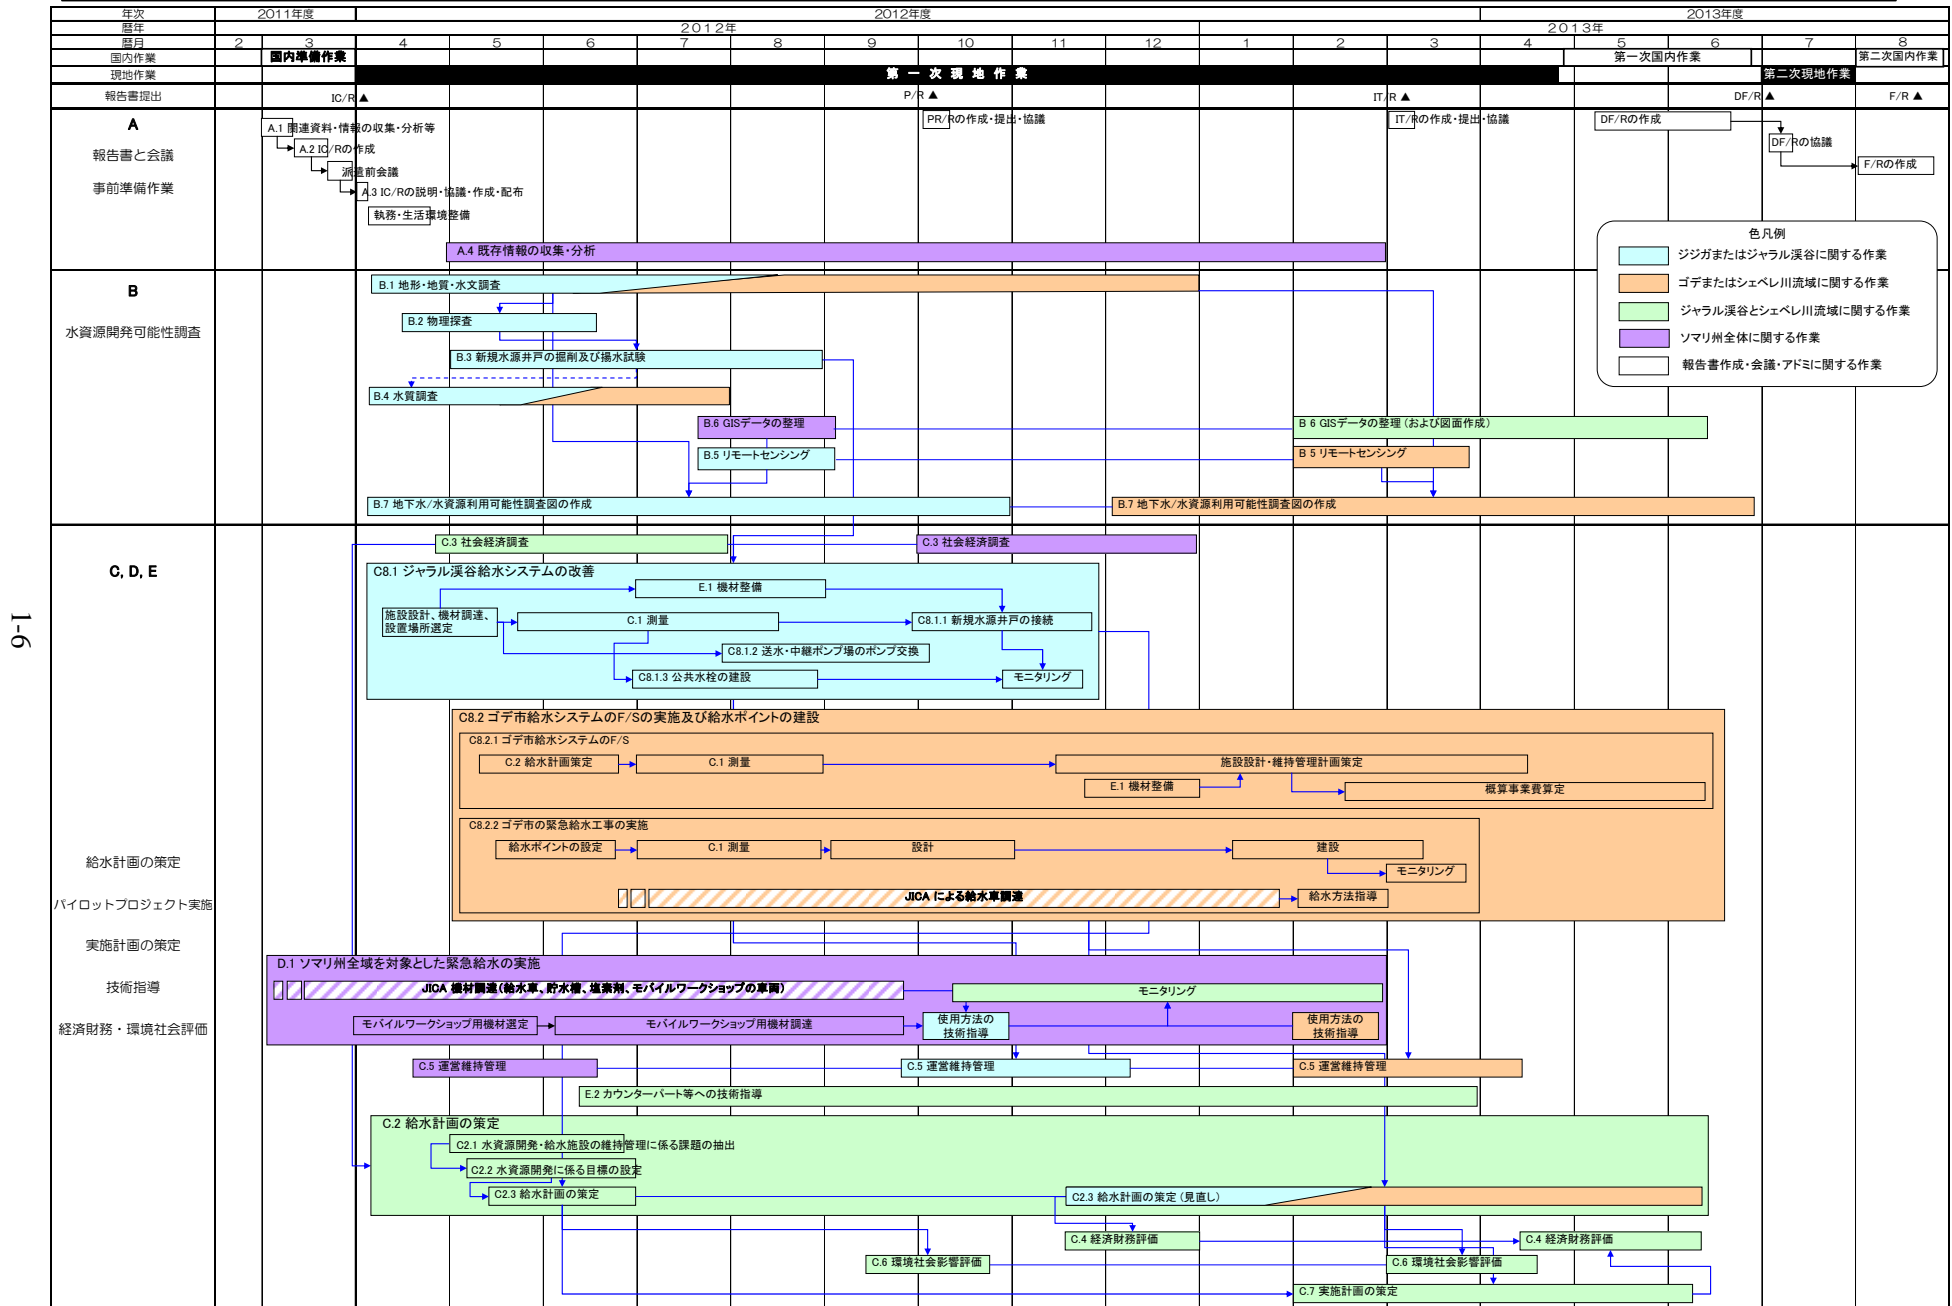 年次 2011年度 2012年度 2013年度
暦年 2012年 2013年
暦月 2 3 4 5 6 7 8 9 10 11 12 1 2 3 4 5 6 7 8
国内作業 国内準備作業 第一次国内作業 第二次国内作業
現地作業 第一次現地作業 第二次現地作業
報告書提出 IC/R▲ P/R▲ IT/R▲ DF/R▲ F/R▲
A
報告書と会議
事前準備作業
A.1 関連資料・情報の収集・分析等
A.2 IC/Rの作成
派遣前会議
A.3 IC/Rの説明・協議・作成・配布
執務・生活環境整備
PR/Rの作成・提出・協議
IT/Rの作成・提出・協議
DF/Rの作成
DF/Rの協議
F/Rの作成
A.4 既存情報の収集・分析
色凡例
ジジガまたはジャラル渓谷に関する作業
ゴデまたはシェベレ川流域に関する作業
ジャラル渓谷とシェベレ川流域に関する作業
ソマリ州全体に関する作業
報告書作成・会議・アドミに関する作業
B
水資源開発可能性調査
B.1 地形・地質・水文調査
B.2 物理探査
B.3 新規水源井戸の掘削及び揚水試験
B.4 水質調査
B.6 GISデータの整理
B 6 GISデータの整理（および図面作成）
B.5 リモートセンシング
B 5 リモートセンシング
B.7 地下水/水資源利用可能性調査図の作成
B.7 地下水/水資源利用可能性調査図の作成
C, D, E
給水計画の策定
パイロットプロジェクト実施
実施計画の策定
技術指導
経済財務・環境社会評価
C.3 社会経済調査
C.3 社会経済調査
C8.1 ジャラル渓谷給水システムの改善
E.1 機材整備
施設設計、機材調達、
設置場所選定
C.1 測量
C8.1.1 新規水源井戸の接続
C8.1.2 送水・中継ポンプ場のポンプ交換
C8.1.3 公共水栓の建設
モニタリング
C8.2 ゴデ市給水システムのF/Sの実施及び給水ポイントの建設
C8.2.1 ゴデ市給水システムのF/S
C.2 給水計画策定
C.1 測量
施設設計・維持管理計画策定
E.1 機材整備
概算事業費算定
C8.2.2 ゴデ市の緊急給水工事の実施
給水ポイントの設定
C.1 測量
設計
建設
モニタリング
JICA による給水車調達
給水方法指導
D.1 ソマリ州全域を対象とした緊急給水の実施
JICA 機材調達(給水車、貯水槽、塩素剤、モバイルワークショップの車両)
モニタリング
モバイルワークショップ用機材選定
モバイルワークショップ用機材調達
使用方法の
技術指導
使用方法の
技術指導
C.5 運営維持管理
C.5 運営維持管理
C.5 運営維持管理
E.2 カウンターパート等への技術指導
C.2 給水計画の策定
C2.1 水資源開発・給水施設の維持管理に係る課題の抽出
C2.2 水資源開発に係る目標の設定
C2.3 給水計画の策定
C2.3 給水計画の策定（見直し）
C.4 経済財務評価
C.4 経済財務評価
C.6 環境社会影響評価
C.6 環境社会影響評価
C.7 実施計画の策定
1-6